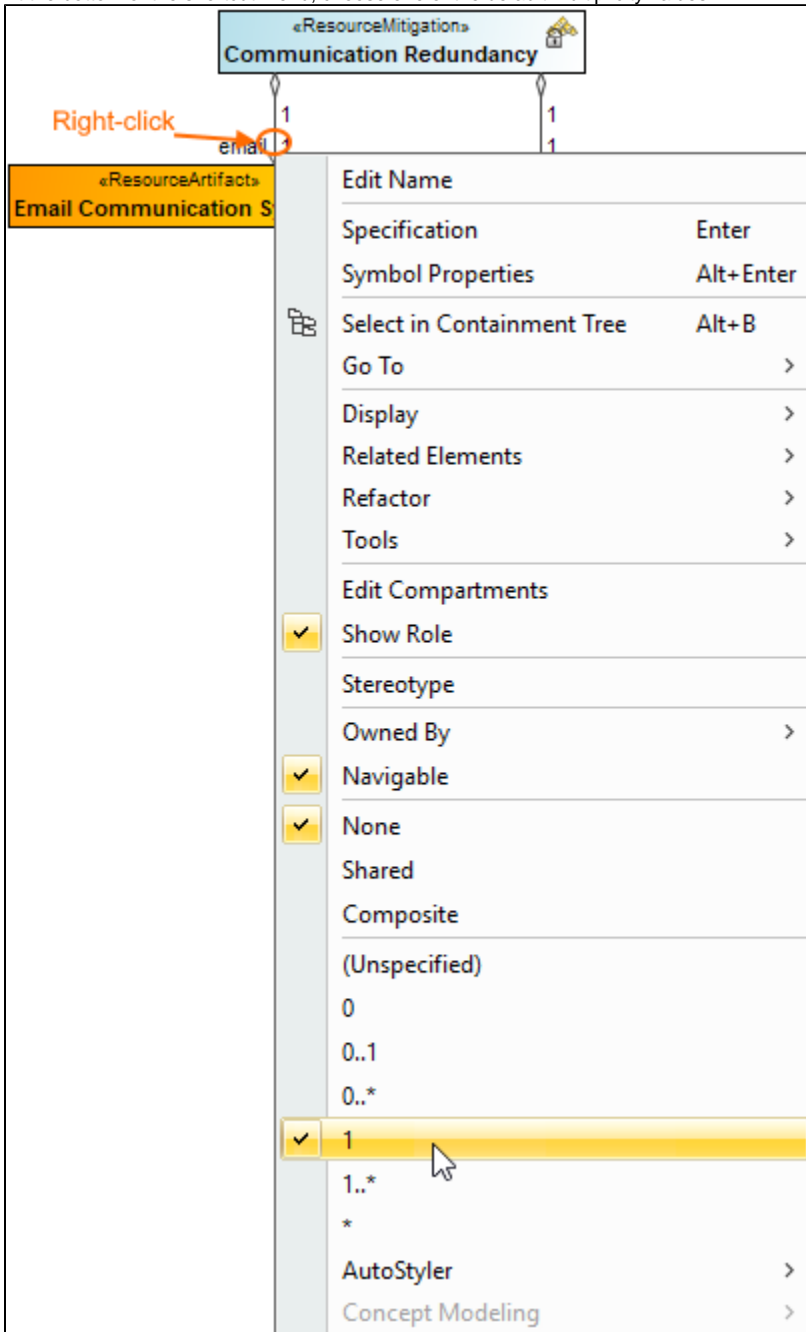 «ResourceMitigation»
Communication Redundancy
Right-click
1
1
email 1
1
«ResourceArtifact»
Email Communication S
Edit Name
Specification Enter
Symbol Properties Alt+Enter
Select in Containment Tree Alt+B
Go To >
Display >
Related Elements >
Refactor >
Tools >
Edit Compartments
Show Role
Stereotype
Owned By >
Navigable
None
Shared
Composite
(Unspecified)
0
0..1
0..*
1
1..*
*
AutoStyler >
Concept Modeling >